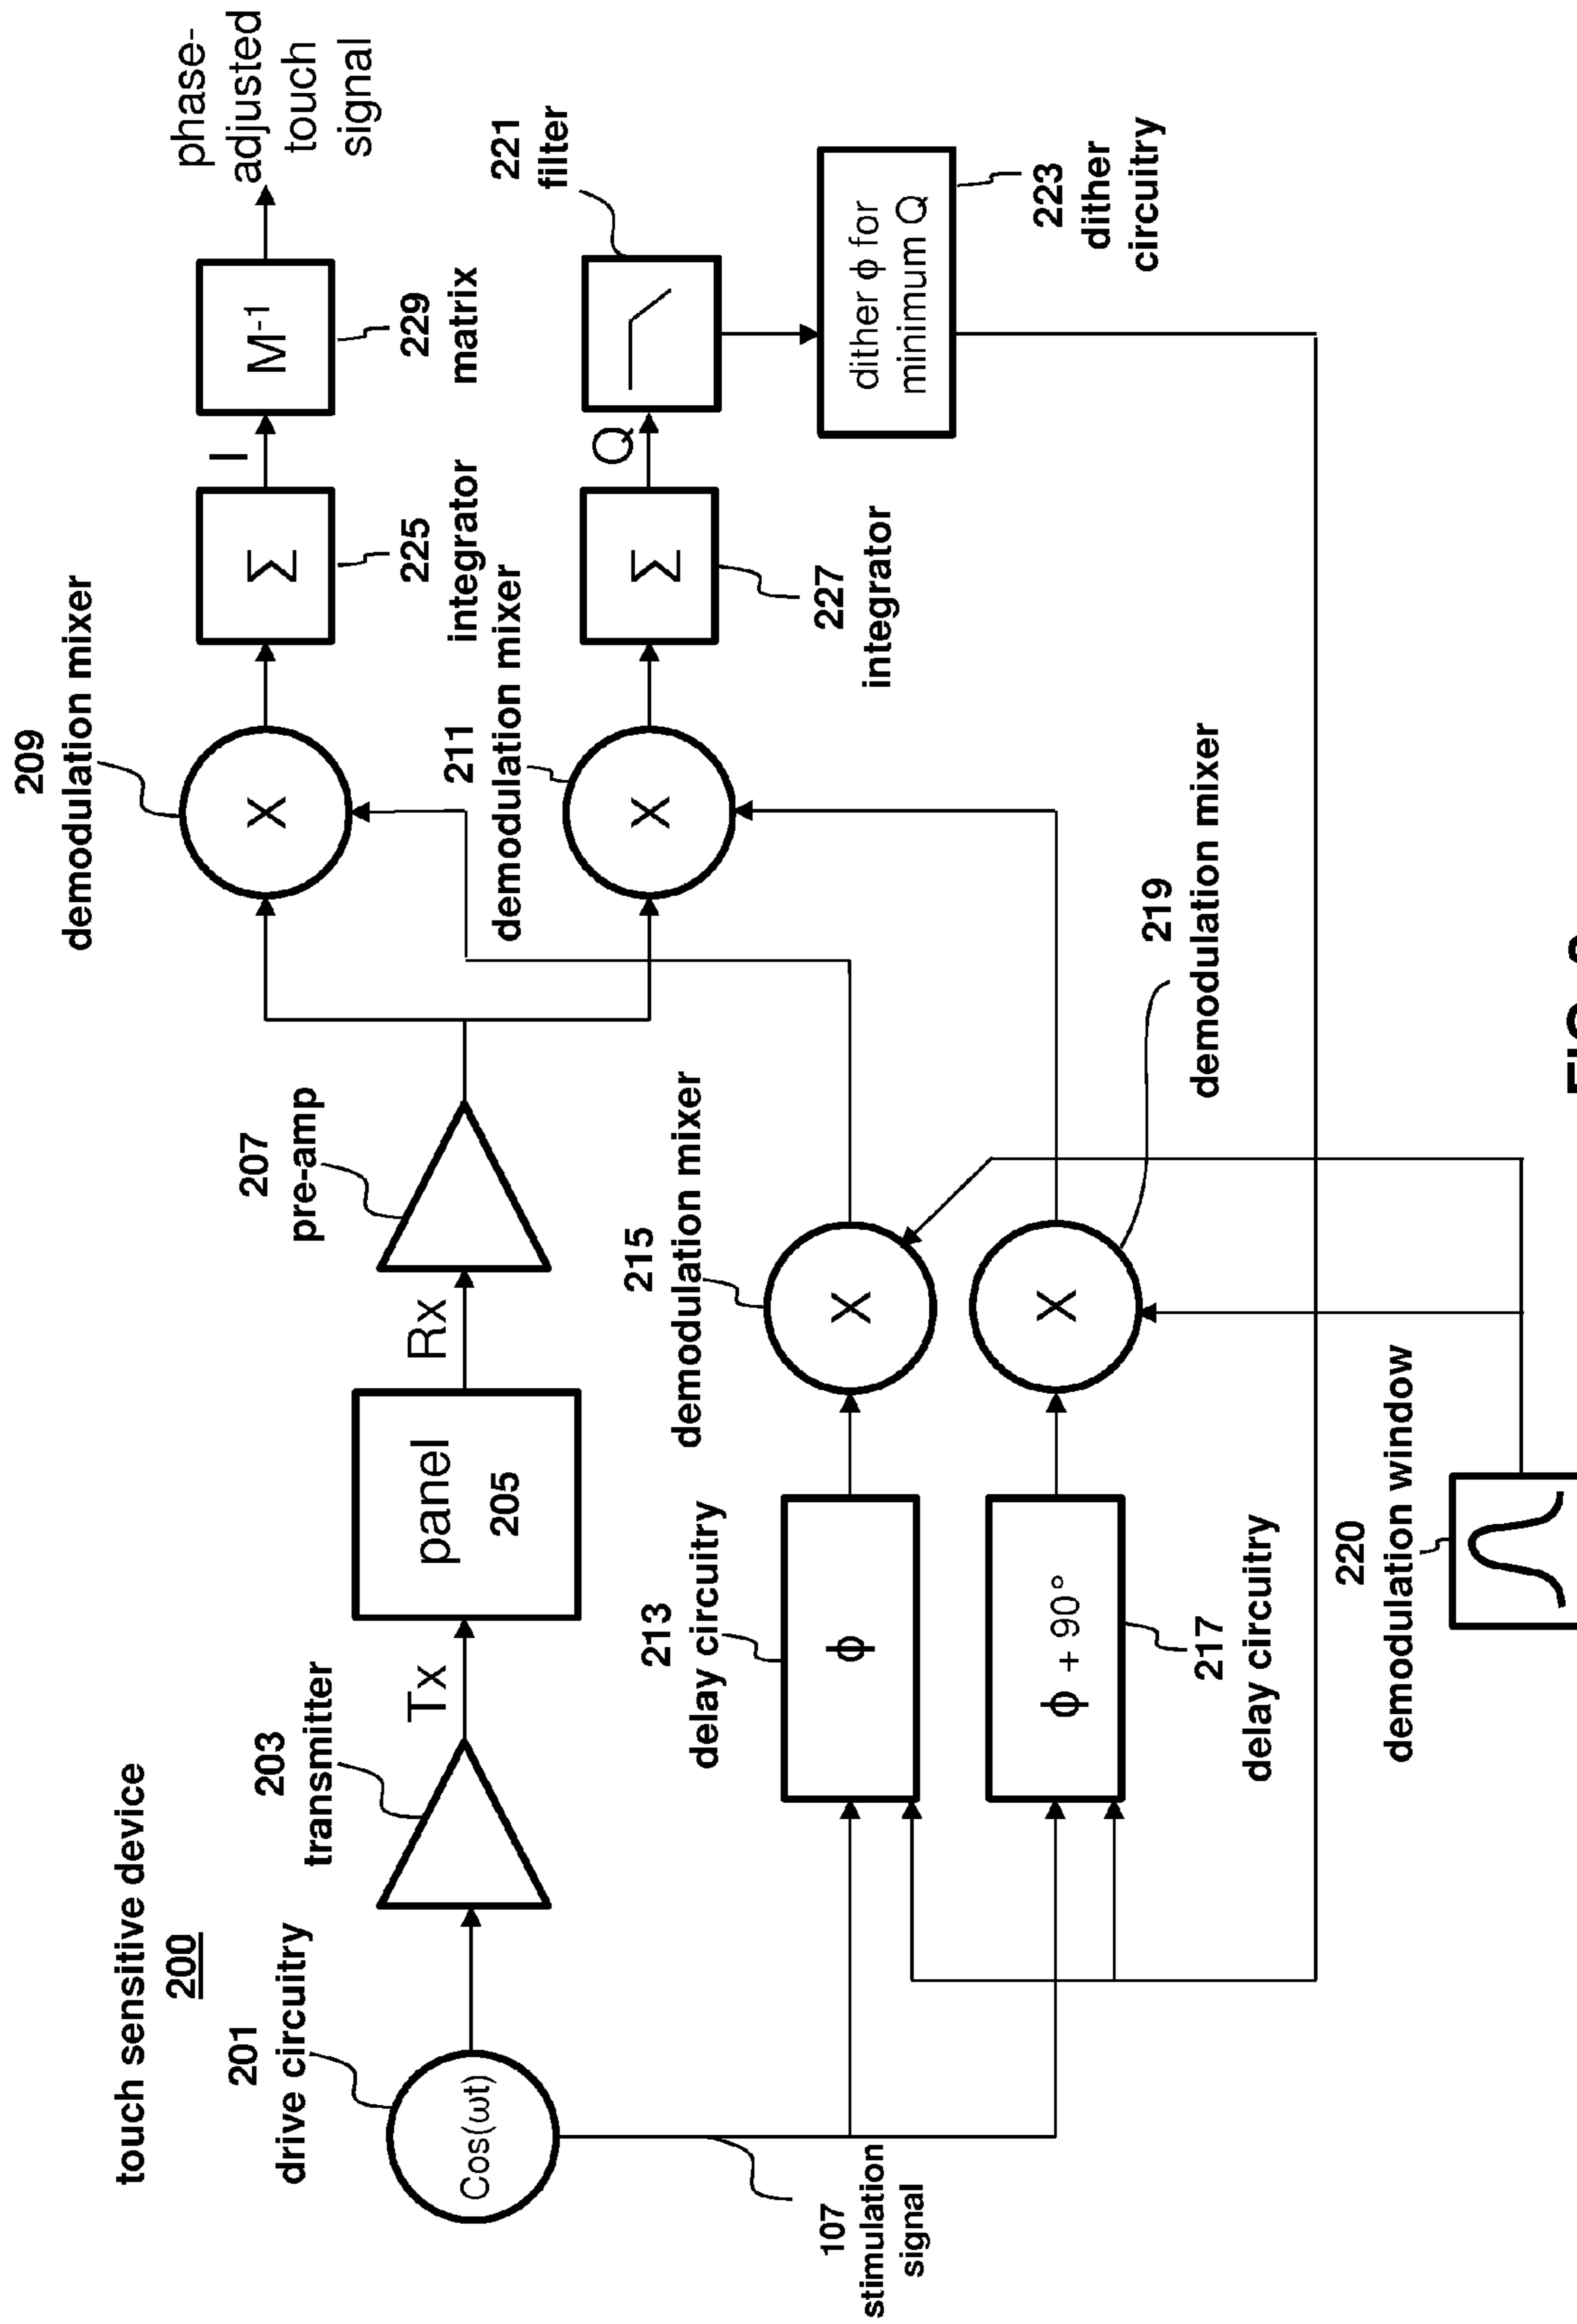 touch sensitive device
200
201
drive circuitry
Cos(ωt)
203
transmitter
Tx
panel
205
Rx
207
pre-amp
209
demodulation mixer
X
Σ
225
integrator
I
M-1
229
matrix
phase-
adjusted
touch
signal
211
demodulation mixer
X
Σ
227
integrator
Q
221
filter
dither ϕ for
minimum Q
223
dither
circuitry
107
stimulation
signal
213
delay circuitry
ϕ
215
demodulation mixer
X
ϕ + 90°
217
delay circuitry
X
219
demodulation mixer
220
demodulation window